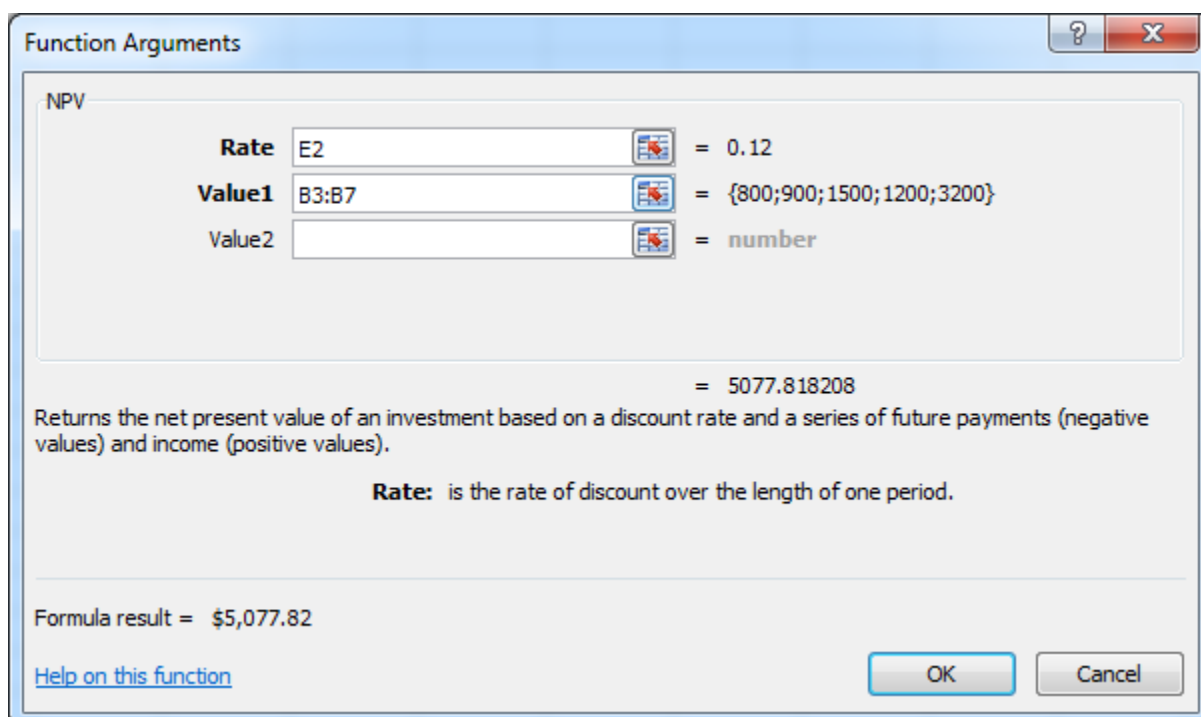 Function Arguments
NPV
Rate E2 = 0.12
Value1 B3:B7 = {800;900;1500;1200;3200}
Value2 = number
= 5077.818208
Returns the net present value of an investment based on a discount rate and a series of future payments (negative
values) and income (positive values).
Rate: is the rate of discount over the length of one period.
Formula result = $5,077.82
Help on this function OK Cancel